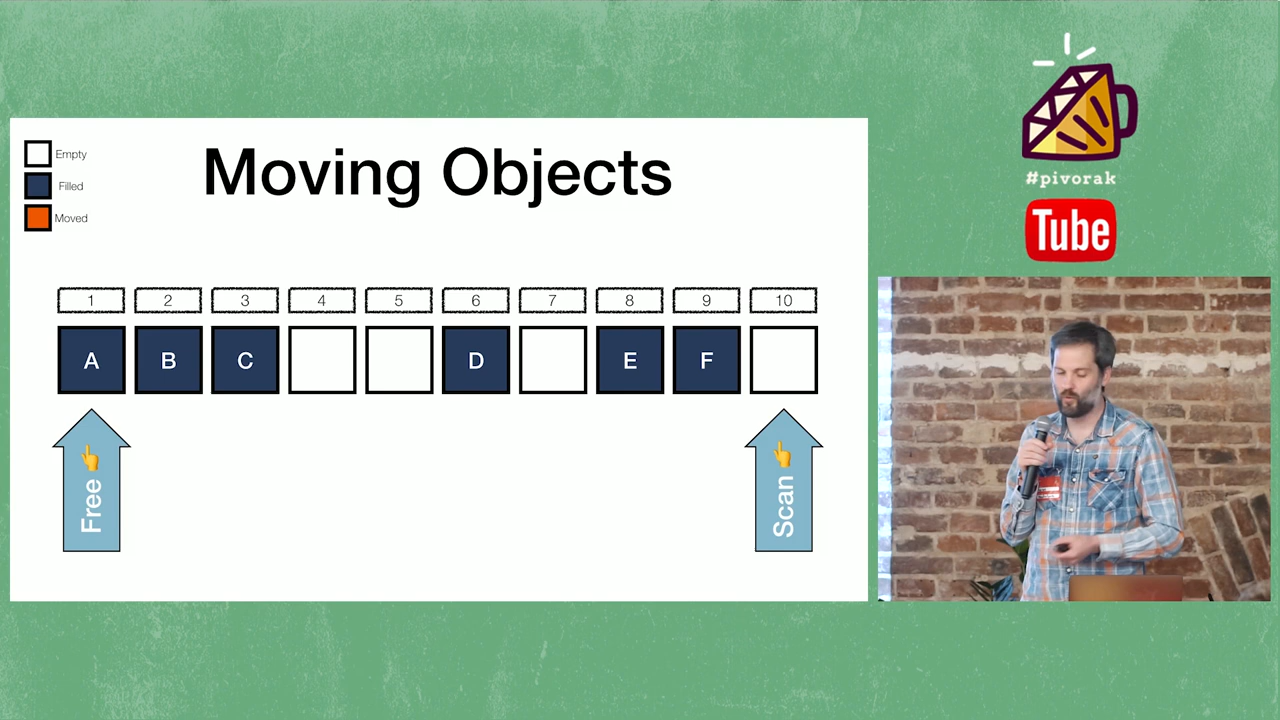 Moving Objects
Empty
Filled
Moved
1 2 3 4 5 6 7 8 9 10
A B C D E F
Free
Scan
#pivorak
Tube